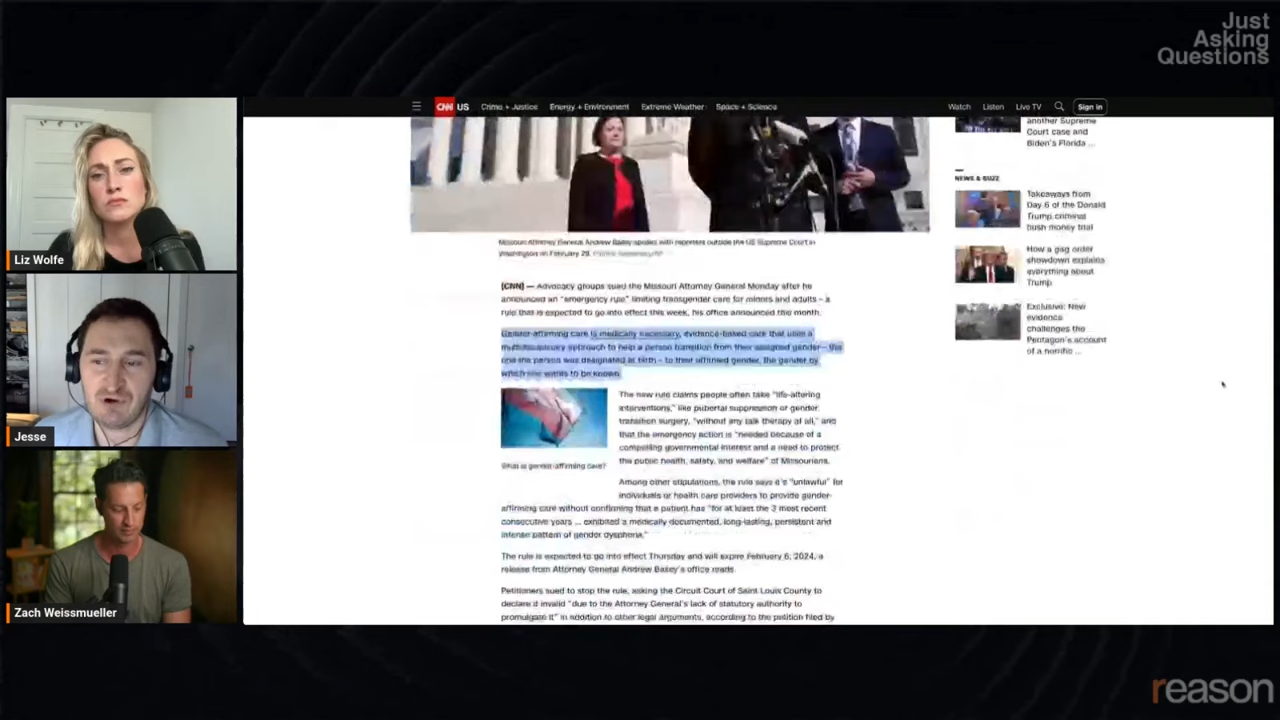 Just
Asking
Questions
Liz Wolfe
Jesse
Zach Weissmueller
CNN US Crime + Justice Energy + Environment Extreme Weather Space + Science Watch Listen Live TV Sign in
another Supreme
Court case and
Biden's Florida ...
NEWS & BUZZ
Takeaways from
Day 6 of the Donald
Trump criminal
hush money trial
How a gag order
showdown explains
everything about
Trump
Exclusive: New
evidence
challenges the
Pentagon's account
of a horrific ...
Missouri Attorney General Andrew Bailey speaks with reporters outside the US Supreme Court in
Washington on February 28.
(CNN) — Advocacy groups sued the Missouri Attorney General Monday after he
announced an "emergency rule" limiting transgender care for minors and adults – a
rule that is expected to go into effect this week, his office announced this month.
Gender-affirming care is medically necessary, evidence-based care that uses a
multidisciplinary approach to help a person transition from their assigned gender – the
one the person was designated at birth – to their affirmed gender, the gender by
which one wants to be known.
What is gender-affirming care?
The new rule claims people often take "life-altering
interventions," like pubertal suppression or gender
transition surgery, "without any talk therapy at all," and
that the emergency action is "needed because of a
compelling governmental interest and a need to protect
the public health, safety, and welfare" of Missourians.
Among other stipulations, the rule says it's "unlawful" for
individuals or health care providers to provide gender-
affirming care without confirming that a patient has "for at least the 3 most recent
consecutive years ... exhibited a medically documented, long-lasting, persistent and
intense pattern of gender dysphoria."
The rule is expected to go into effect Thursday and will expire February 6, 2024, a
release from Attorney General Andrew Bailey's office reads.
Petitioners sued to stop the rule, asking the Circuit Court of Saint Louis County to
declare it invalid "due to the Attorney General's lack of statutory authority to
promulgate it" in addition to other legal arguments, according to the petition filed by
reason